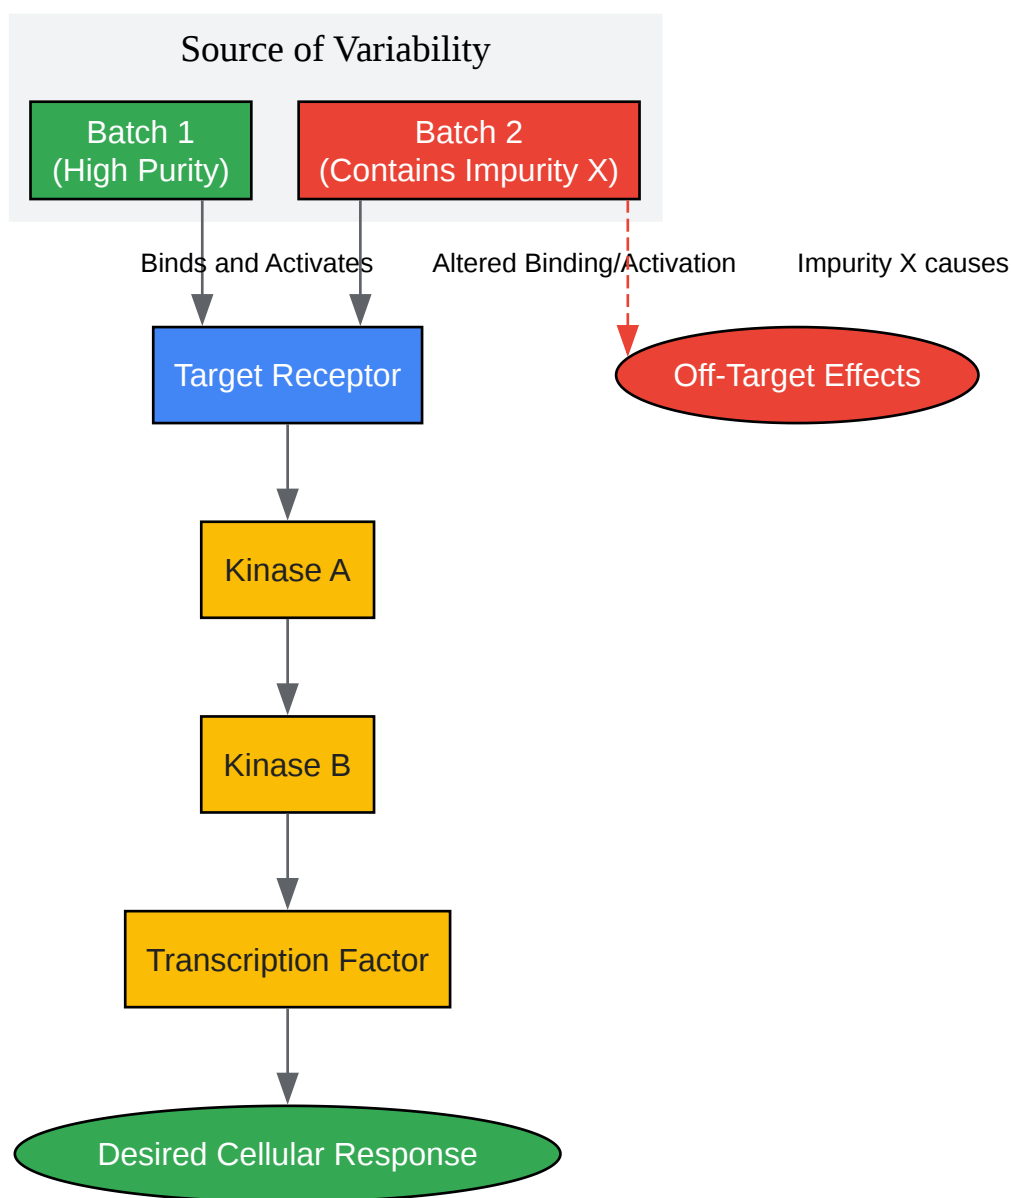 Source of Variability
Batch 1
(High Purity)
Batch 2
(Contains Impurity X)
Binds and Activates
Altered Binding/Activation
Impurity X causes
Target Receptor
Off-Target Effects
Kinase A
Kinase B
Transcription Factor
Desired Cellular Response